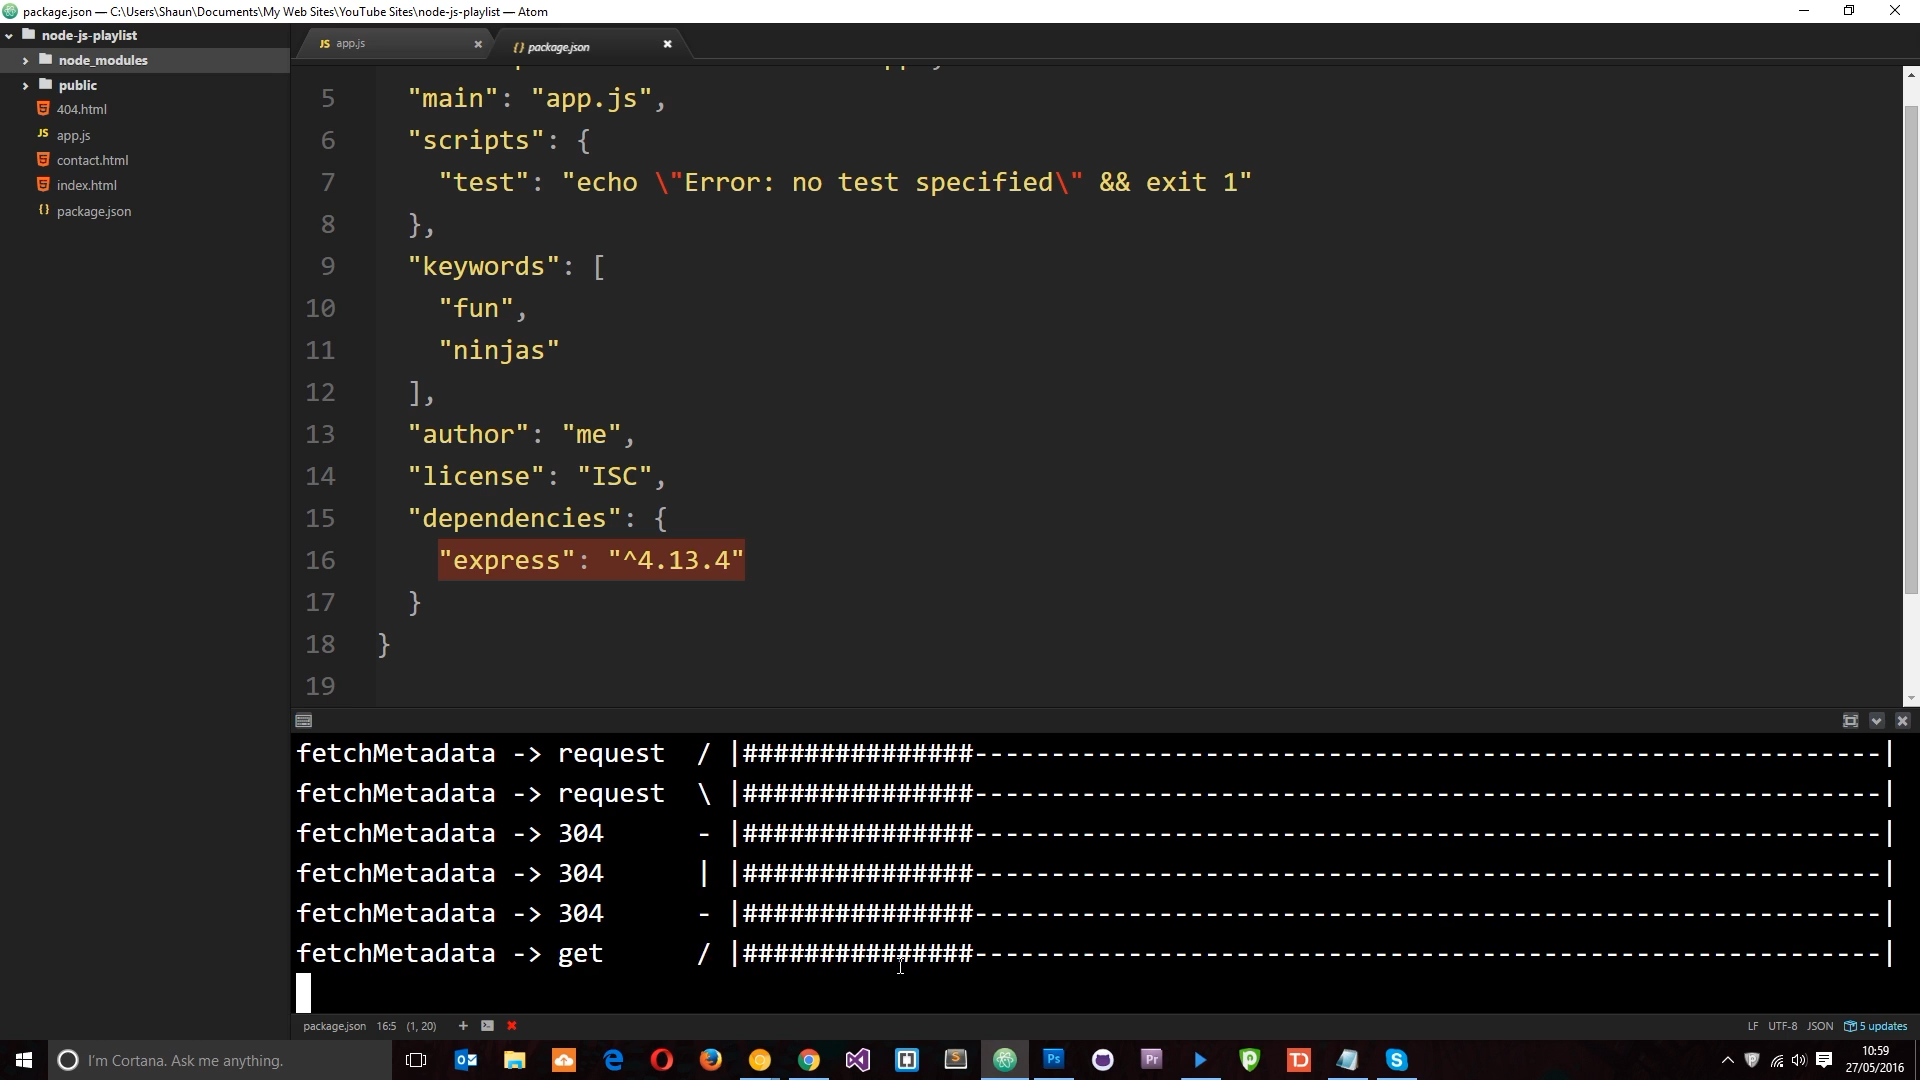 package.json — C:\Users\Shaun\Documents\My Web Sites\YouTube Sites\node-js-playlist — Atom
node-js-playlist
node_modules
public
404.html
JS app.js
contact.html
index.html
{} package.json
JS app.js
{} package.json
5 "main": "app.js",
6 "scripts": {
7 "test": "echo \"Error: no test specified\" && exit 1"
8 },
9 "keywords": [
10 "fun",
11 "ninjas"
12 ],
13 "author": "me",
14 "license": "ISC",
15 "dependencies": {
16 "express": "^4.13.4"
17 }
18 }
19
fetchMetadata -> request / |###############-----------------------------------------------------------|
fetchMetadata -> request \ |###############-----------------------------------------------------------|
fetchMetadata -> 304 - |###############-----------------------------------------------------------|
fetchMetadata -> 304 | |###############-----------------------------------------------------------|
fetchMetadata -> 304 - |###############-----------------------------------------------------------|
fetchMetadata -> get / |###############-----------------------------------------------------------|
package.json 16:5 (1, 20)
LF UTF-8 JSON 5 updates
I'm Cortana. Ask me anything.
Ps
Pr
TD
10:59
27/05/2016